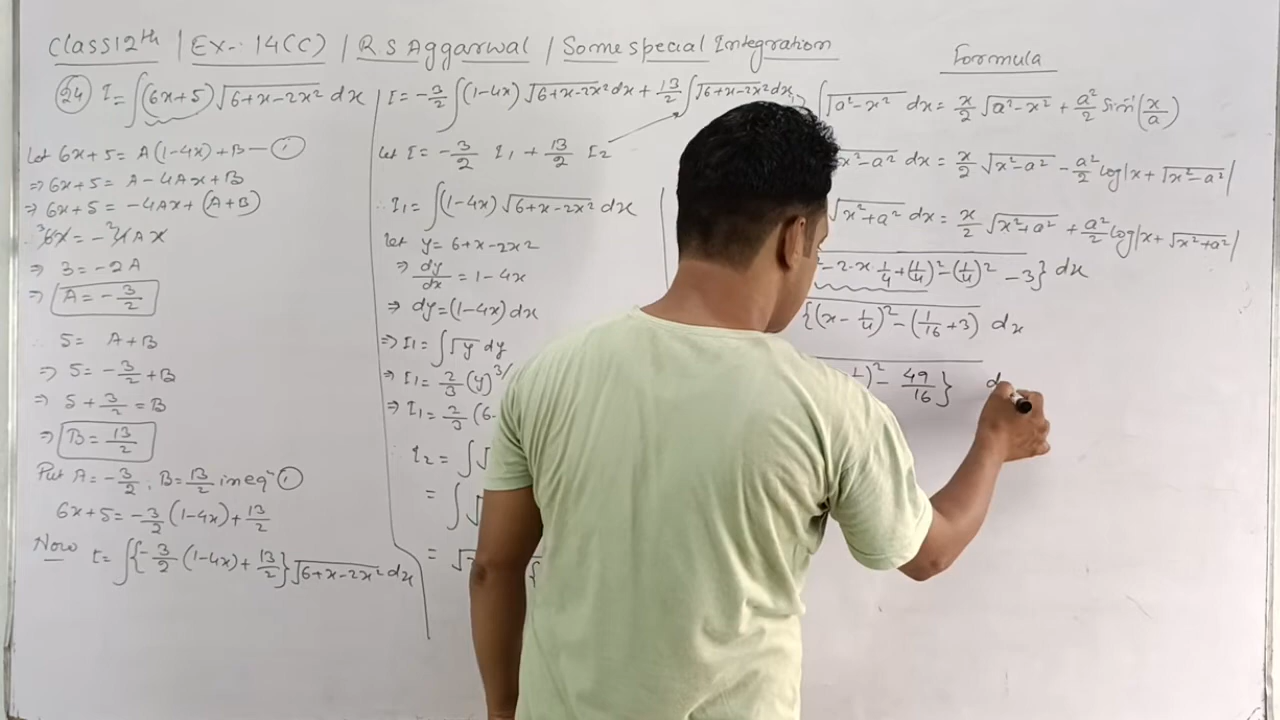 Class 12th | Ex-: 14(C) | R.S Aggarwal | Some special Integration
(24) I = ∫(6x+5)√6+x-2x² dx
Let 6x+5 = A(1-4x)+B — (1)
⇒ 6x+5 = A-4Ax+B
⇒ 6x+5 = -4Ax+(A+B)
∴ ³6x = -²4Ax
⇒ 3 = -2A
⇒ A = -3/2
∴ 5 = A+B
⇒ 5 = -3/2 + B
⇒ 5 + 3/2 = B
⇒ B = 13/2
Put A = -3/2, B = 13/2 in eqn (1)
6x+5 = -3/2 (1-4x) + 13/2
Now I = ∫{-3/2 (1-4x) + 13/2}√6+x-2x² dx
I = -3/2 ∫(1-4x)√6+x-2x² dx + 13/2 ∫√6+x-2x² dx
Let I = -3/2 I₁ + 13/2 I₂
∴ I₁ = ∫(1-4x)√6+x-2x² dx
Let y = 6+x-2x²
⇒ dy/dx = 1-4x
⇒ dy = (1-4x)dx
⇒ I₁ = ∫√y dy
⇒ I₁ = 2/3 (y)^3/
⇒ I₁ = 2/3 (6-
I₂ = ∫√
= ∫√
= √
Formula
∫√a²-x² dx = x/2 √a²-x² + a²/2 Sin⁻¹(x/a)
x²-a² dx = x/2 √x²-a² - a²/2 log|x + √x²-a²|
√x²+a² dx = x/2 √x²+a² + a²/2 log|x + √x²+a²|
² - 2·x·1/4 + (1/4)² - (1/4)² - 3} dx
{(x - 1/4)² - (1/16 + 3)} dx
)² - 49/16} d